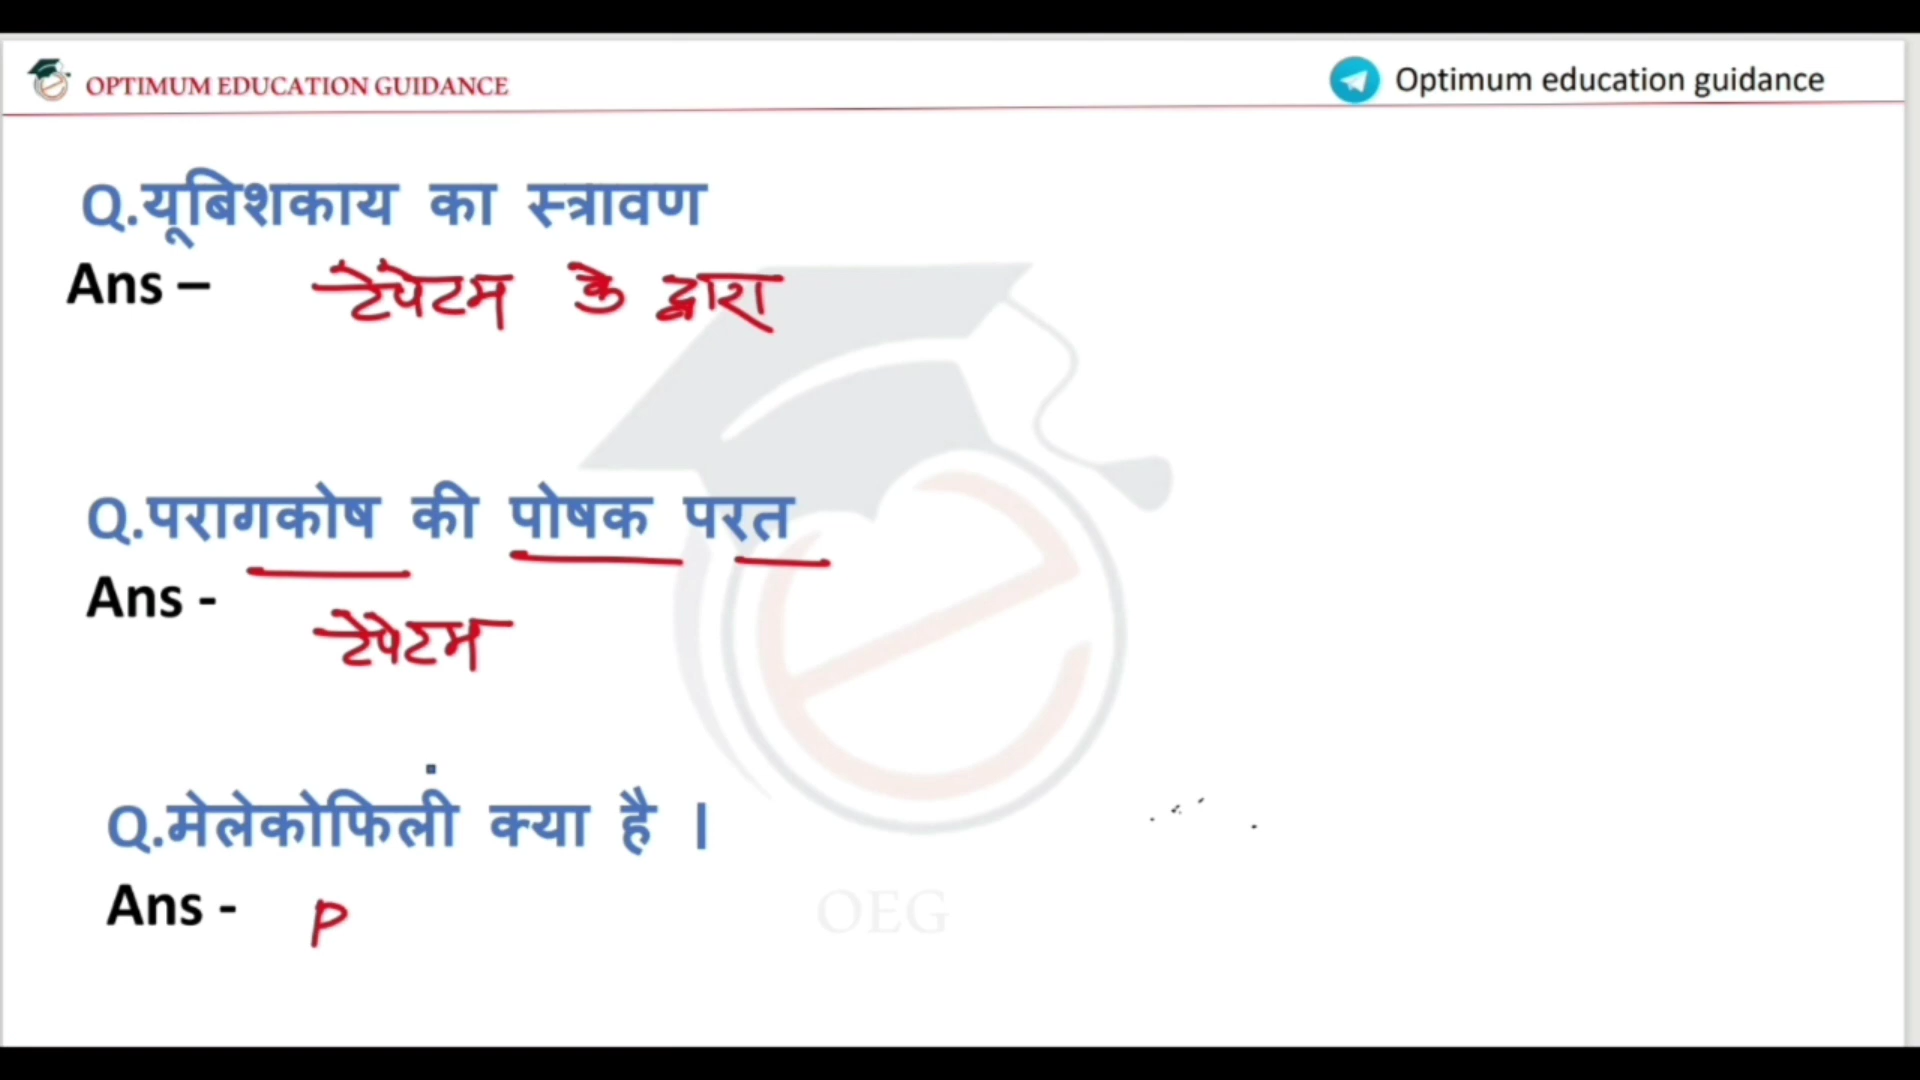 OPTIMUM EDUCATION GUIDANCE
Optimum education guidance
Q.यूबिशकाय का स्त्रावण
Ans – टेपेटम के द्वारा
Q.परागकोष की पोषक परत
Ans -
टेपेटम
Q.मेलेकोफिली क्या है ।
Ans - P
OEG